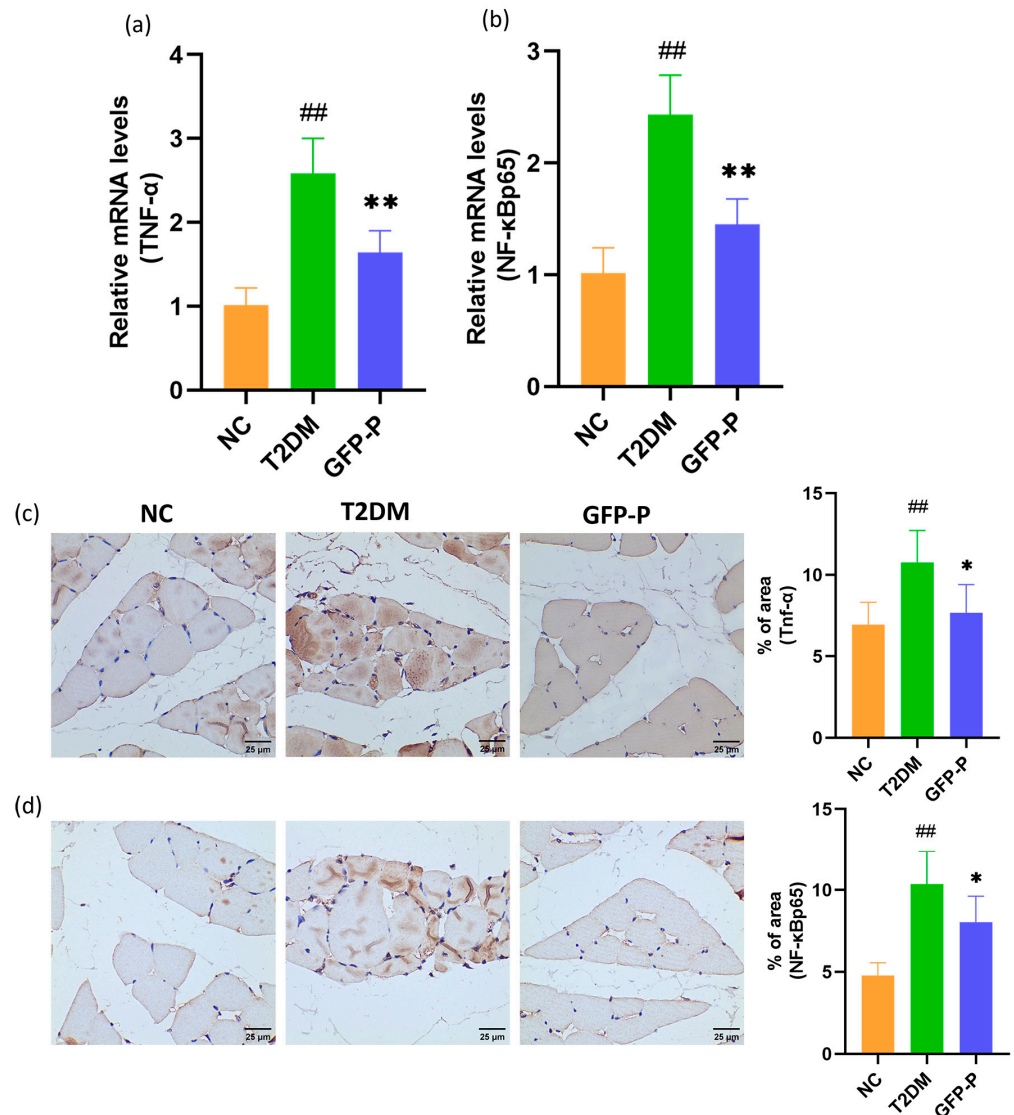 (a)
Relative mRNA levels
(TNF-α)
4
3
2
1
0
##
**
NC
T2DM
GFP-P
(b)
Relative mRNA levels
(NF-κBp65)
3
2
1
0
##
**
NC
T2DM
GFP-P
(c)
NC
T2DM
GFP-P
25 μm
25 μm
25 μm
% of area
(Tnf-α)
15
10
5
0
##
*
NC
T2DM
GFP-P
(d)
25 μm
25 μm
25 μm
% of area
(NF-κBp65)
15
10
5
0
##
*
NC
T2DM
GFP-P